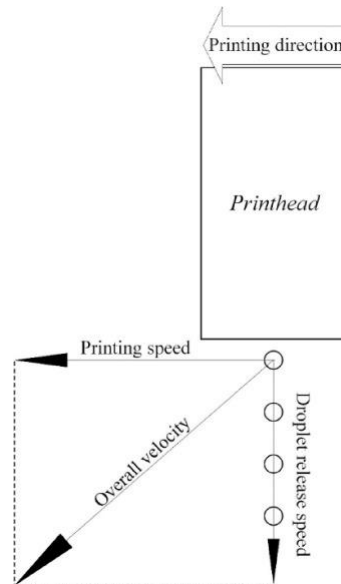 Printing direction
Printhead
Printing speed
Overall velocity
Droplet release speed